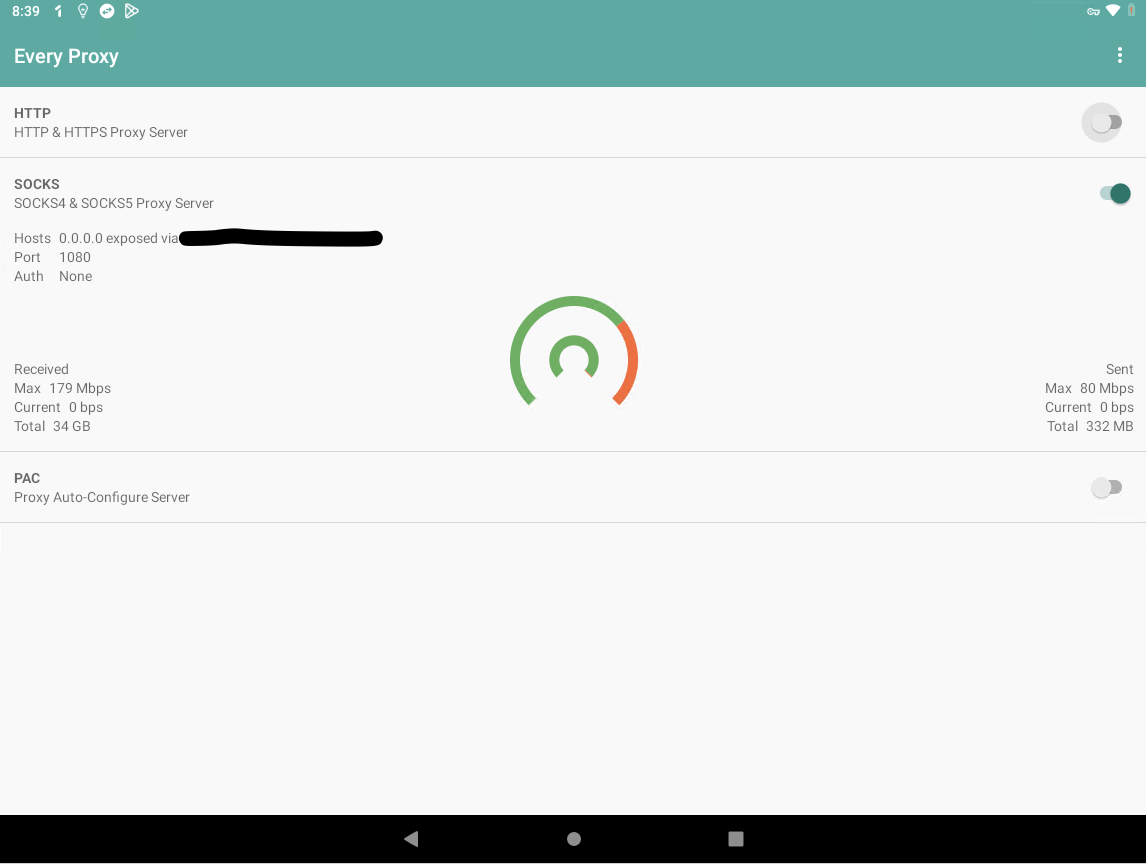 8:39
Every Proxy
HTTP
HTTP & HTTPS Proxy Server
SOCKS
SOCKS4 & SOCKS5 Proxy Server
Hosts 0.0.0.0 exposed via
Port 1080
Auth None
Received
Max 179 Mbps
Current 0 bps
Total 34 GB
Sent
Max 80 Mbps
Current 0 bps
Total 332 MB
PAC
Proxy Auto-Configure Server